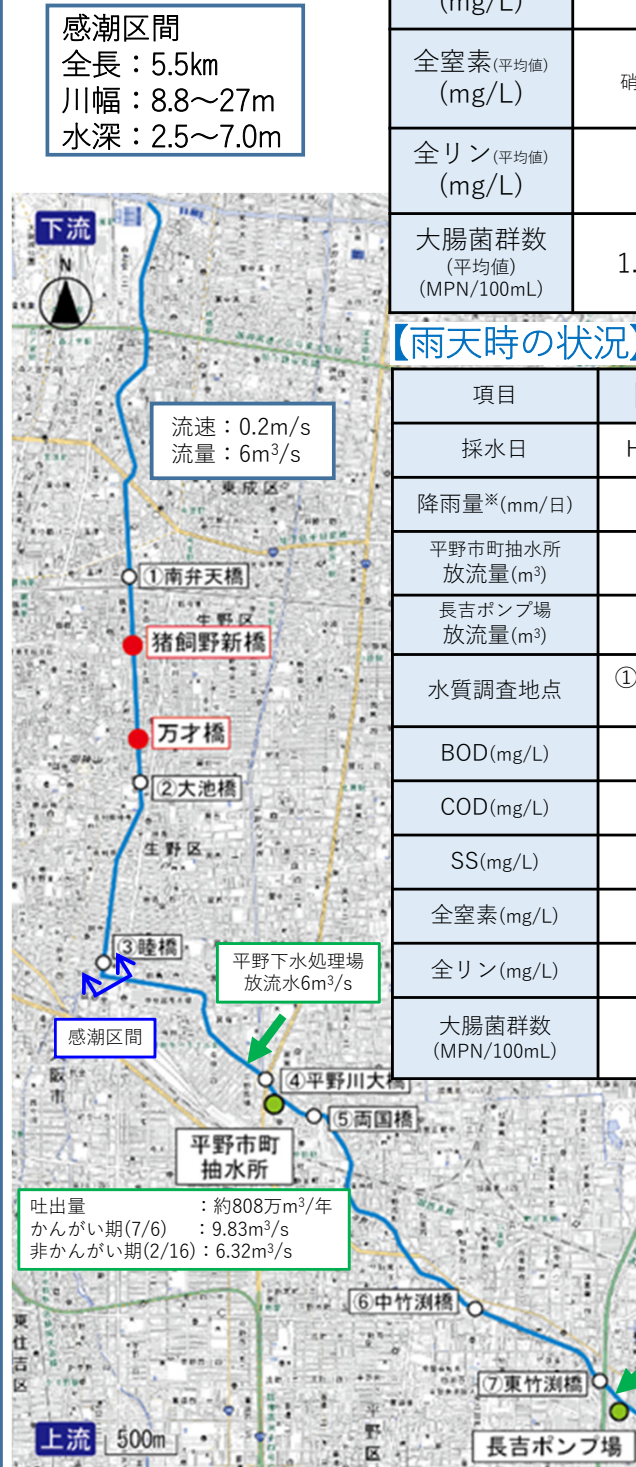 感潮区間
全長：5.5km
川幅：8.8～27m
水深：2.5～7.0m
(mg/L)
全窒素(平均値)
(mg/L)
硝
全リン(平均値)
(mg/L)
大腸菌群数
(平均値)
(MPN/100mL)
1.
【雨天時の状況】
項目
採水日
H
降雨量※(mm/日)
平野市町抽水所
放流量(m³)
長吉ポンプ場
放流量(m³)
水質調査地点
①
BOD(mg/L)
COD(mg/L)
SS(mg/L)
全窒素(mg/L)
全リン(mg/L)
大腸菌群数
(MPN/100mL)
下流
N
流速：0.2m/s
流量：6m³/s
東成区
①南弁天橋
生野区
猪飼野新橋
万才橋
②大池橋
生野区
③睦橋
平野下水処理場
放流水6m³/s
感潮区間
阪市
④平野川大橋
⑤両国橋
平野市町
抽水所
吐出量　　　　　：約808万m³/年
かんがい期(7/6)　：9.83m³/s
非かんがい期(2/16)：6.32m³/s
⑥中竹渕橋
東住吉区
⑦東竹渕橋
平野区
上流
500m
長吉ポンプ場